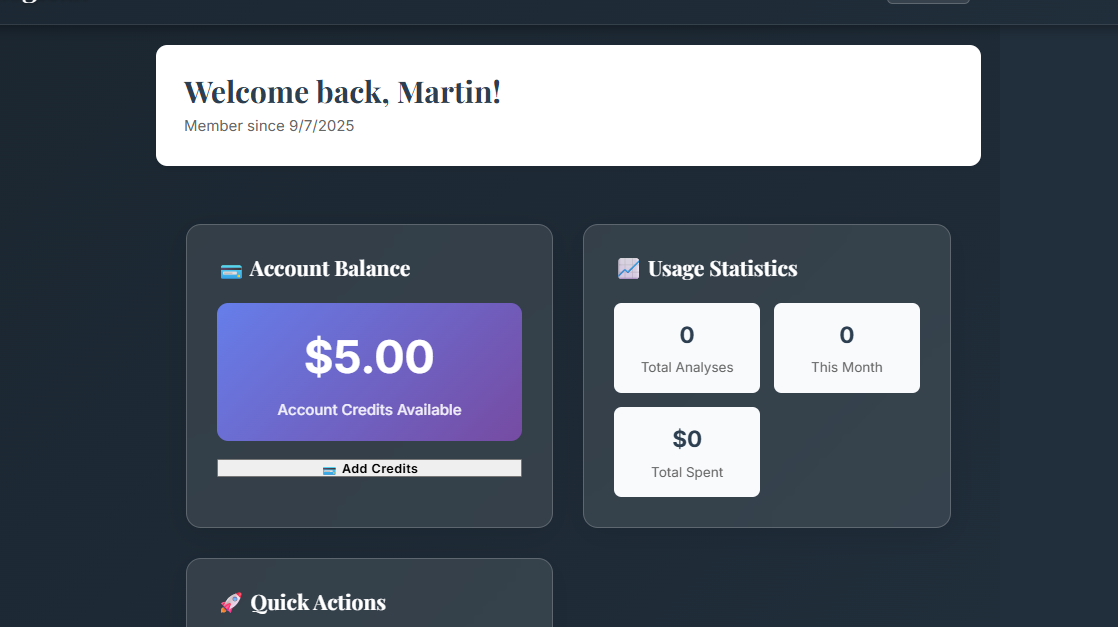 Welcome back, Martin!
Member since 9/7/2025
Account Balance
$5.00
Account Credits Available
Add Credits
Usage Statistics
0
Total Analyses
0
This Month
$0
Total Spent
Quick Actions